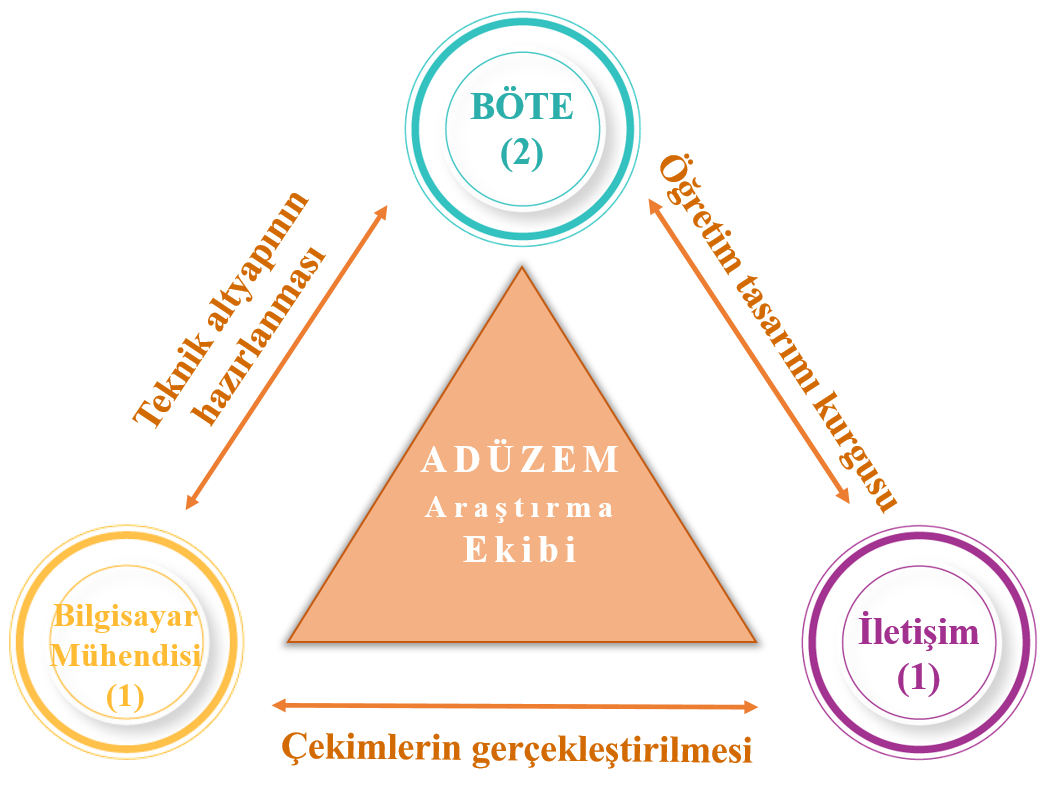 BÖTE
(2)
Teknik altyapının
hazırlanması
Öğretim tasarımı kurgusu
ADÜZEM
Araştırma
Ekibi
Bilgisayar
Mühendisi
(1)
İletişim
(1)
Çekimlerin gerçekleştirilmesi